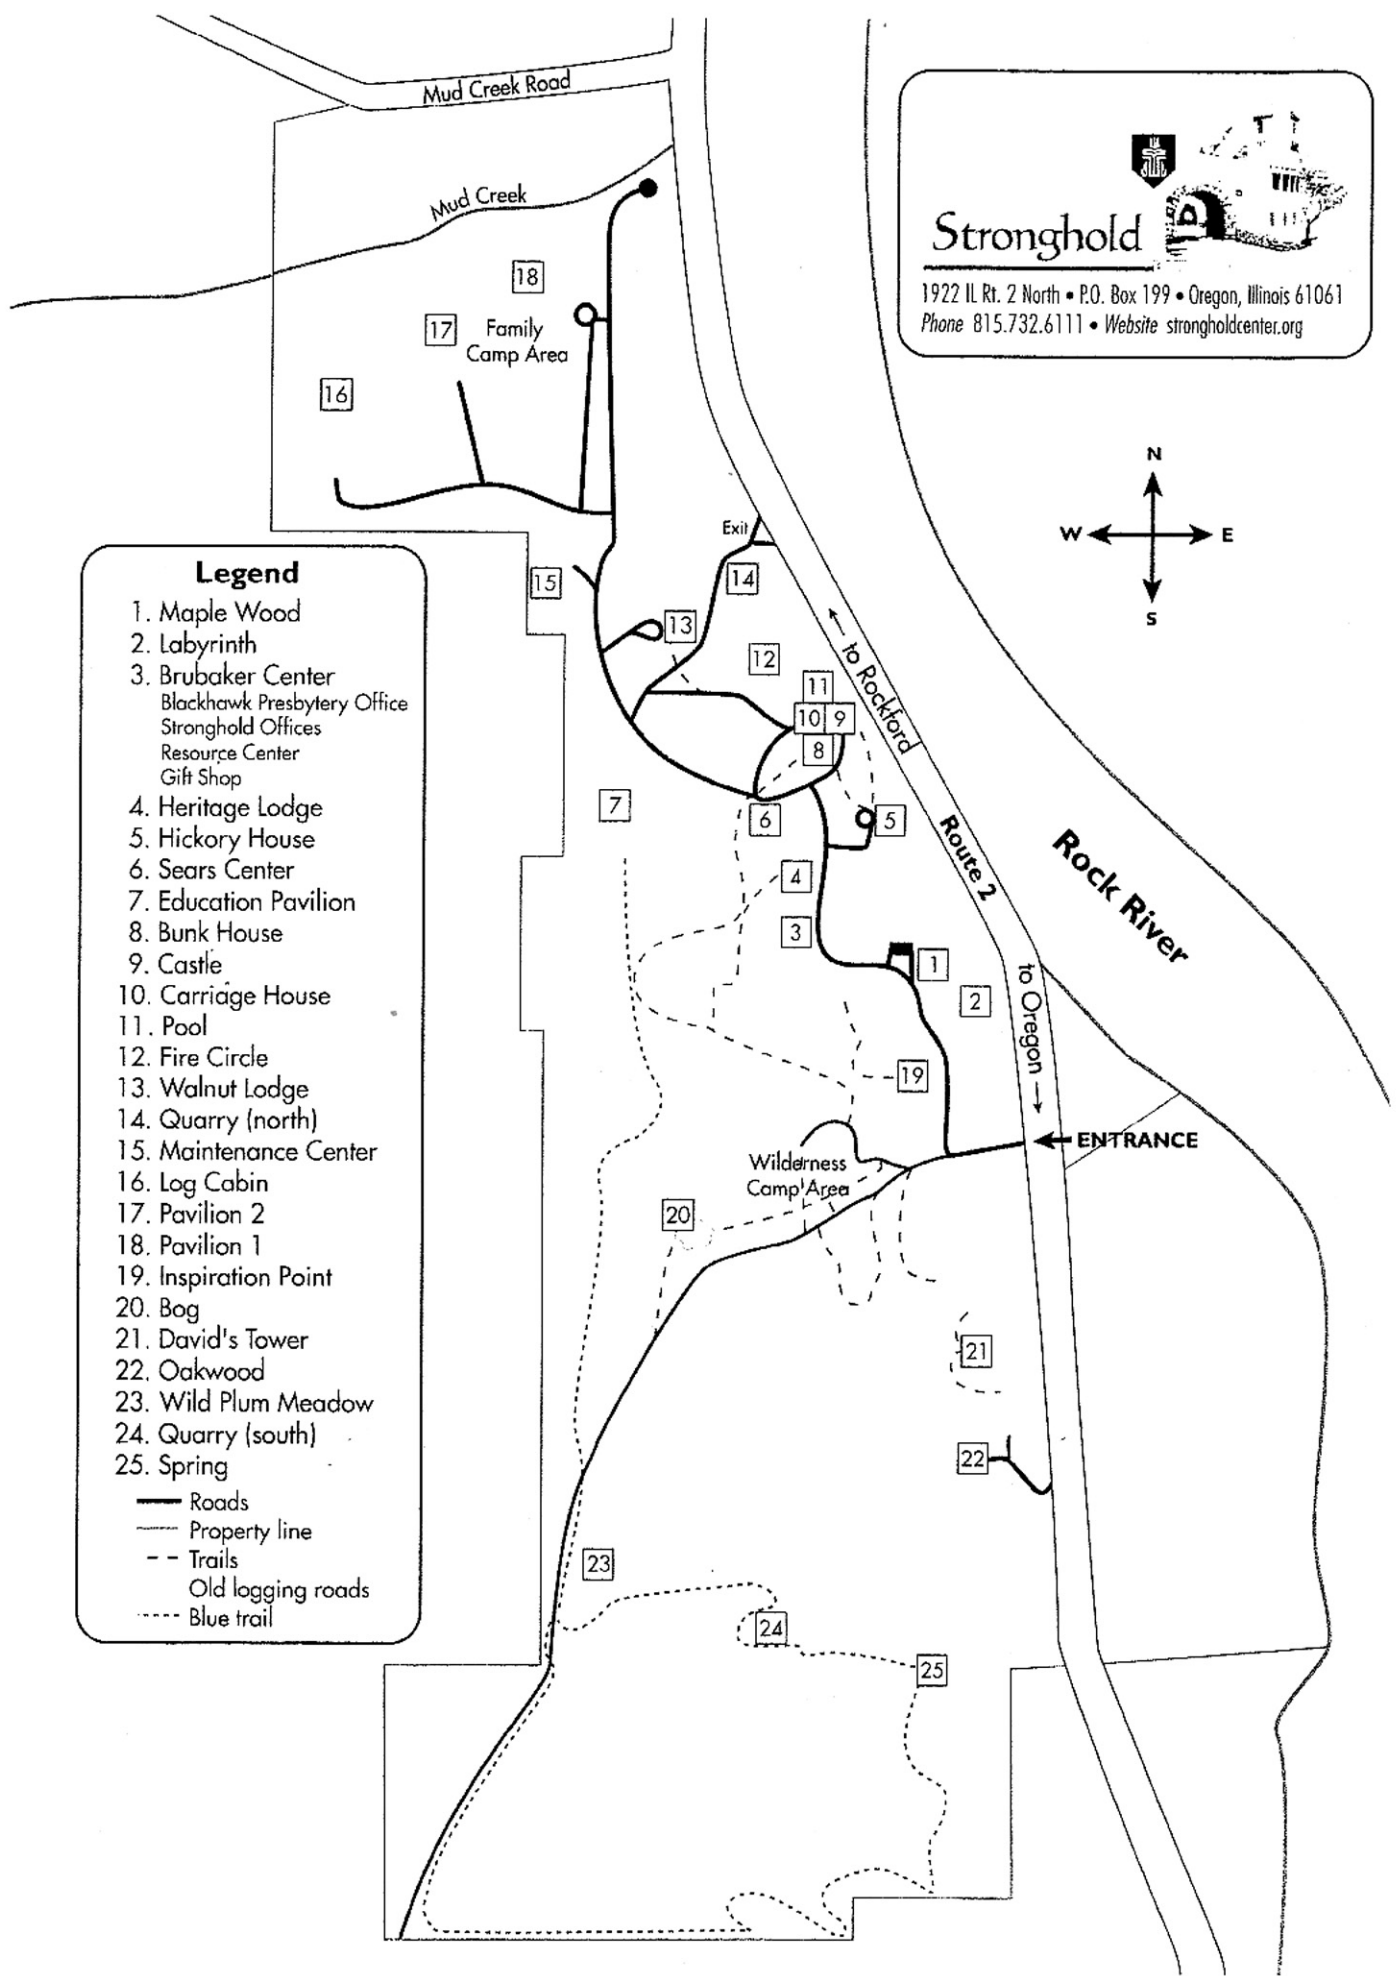 Mud Creek Road
Mud Creek
Stronghold
1922 IL Rt. 2 North • P.O. Box 199 • Oregon, Illinois 61061
Phone 815.732.6111 • Website strongholdcenter.org
18
17
Family
Camp Area
16
N
W E
S
Exit
15
14
13
12
11
10 9
8
7
6
5
4
3
1
2
19
← to Rockford
Route 2
to Oregon →
Rock River
ENTRANCE
Wilderness
Camp Area
20
21
22
23
24
25
Legend
1. Maple Wood
2. Labyrinth
3. Brubaker Center
Blackhawk Presbytery Office
Stronghold Offices
Resource Center
Gift Shop
4. Heritage Lodge
5. Hickory House
6. Sears Center
7. Education Pavilion
8. Bunk House
9. Castle
10. Carriage House
11. Pool
12. Fire Circle
13. Walnut Lodge
14. Quarry (north)
15. Maintenance Center
16. Log Cabin
17. Pavilion 2
18. Pavilion 1
19. Inspiration Point
20. Bog
21. David's Tower
22. Oakwood
23. Wild Plum Meadow
24. Quarry (south)
25. Spring
Roads
Property line
Trails
Old logging roads
Blue trail